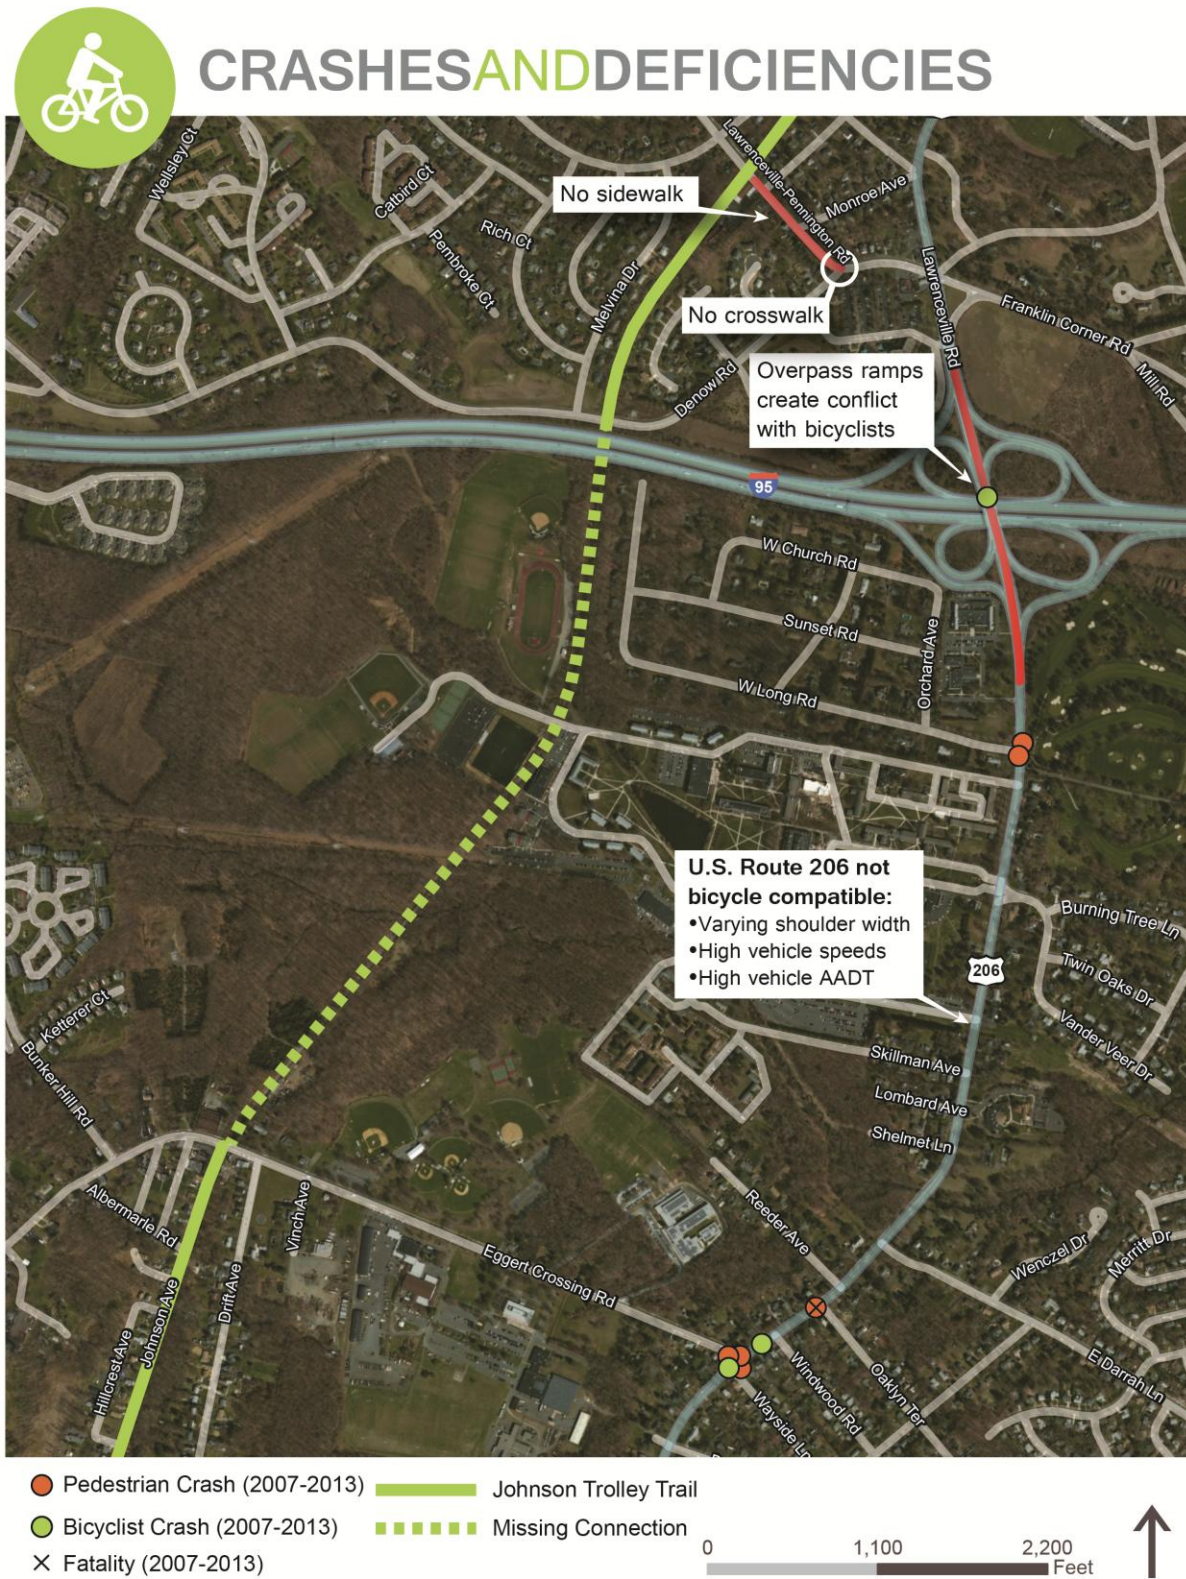 CRASHESANDDEFICIENCIES
Wellsley Ct
Catbird Ct
Rich Ct
Pembroke Ct
Melvina Dr
No sidewalk
Lawrenceville-Pennington Rd
Monroe Ave
No crosswalk
Lawrenceville Rd
Franklin Corner Rd
Mill Rd
Denow Rd
Overpass ramps
create conflict
with bicyclists
95
W Church Rd
Sunset Rd
Orchard Ave
W Long Rd
U.S. Route 206 not
bicycle compatible:
•Varying shoulder width
•High vehicle speeds
•High vehicle AADT
206
Burning Tree Ln
Twin Oaks Dr
Vander Veer Dr
Ketterer Ct
Bunker Hill Rd
Skillman Ave
Lombard Ave
Shelmet Ln
Albermarle Rd
Vinch Ave
Reeder Ave
Wenczel Dr
Merritt Dr
Eggert Crossing Rd
Drift Ave
Johnson Ave
Hillcrest Ave
Windwood Rd
Oaklyn Ter
E Darrah Ln
Wayside Ln
Pedestrian Crash (2007-2013)
Johnson Trolley Trail
Bicyclist Crash (2007-2013)
Missing Connection
Fatality (2007-2013)
0 1,100 2,200
Feet